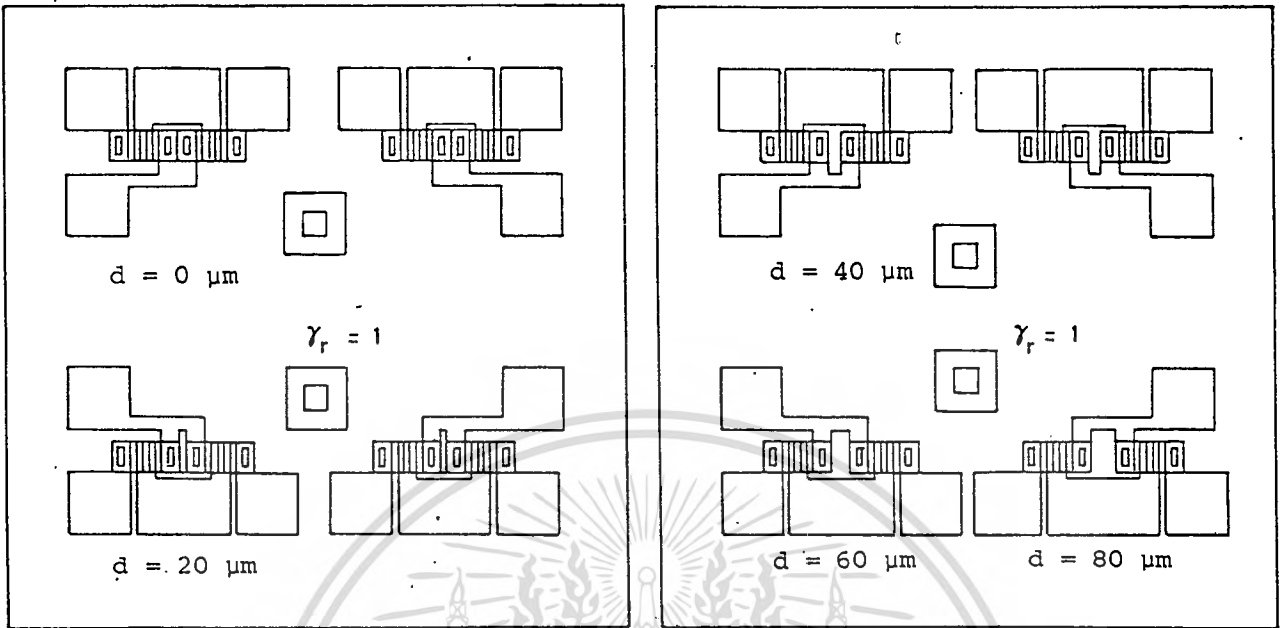 d = 0 μm
γr = 1
d = 20 μm
d = 40 μm
γr = 1
d = 60 μm
d = 80 μm